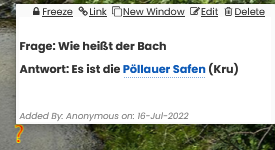 Freeze Link New Window Edit Delete
Frage: Wie heißt der Bach
Antwort: Es ist die Pöllauer Safen (Kru)
Added By: Anonymous on: 16-Jul-2022
?